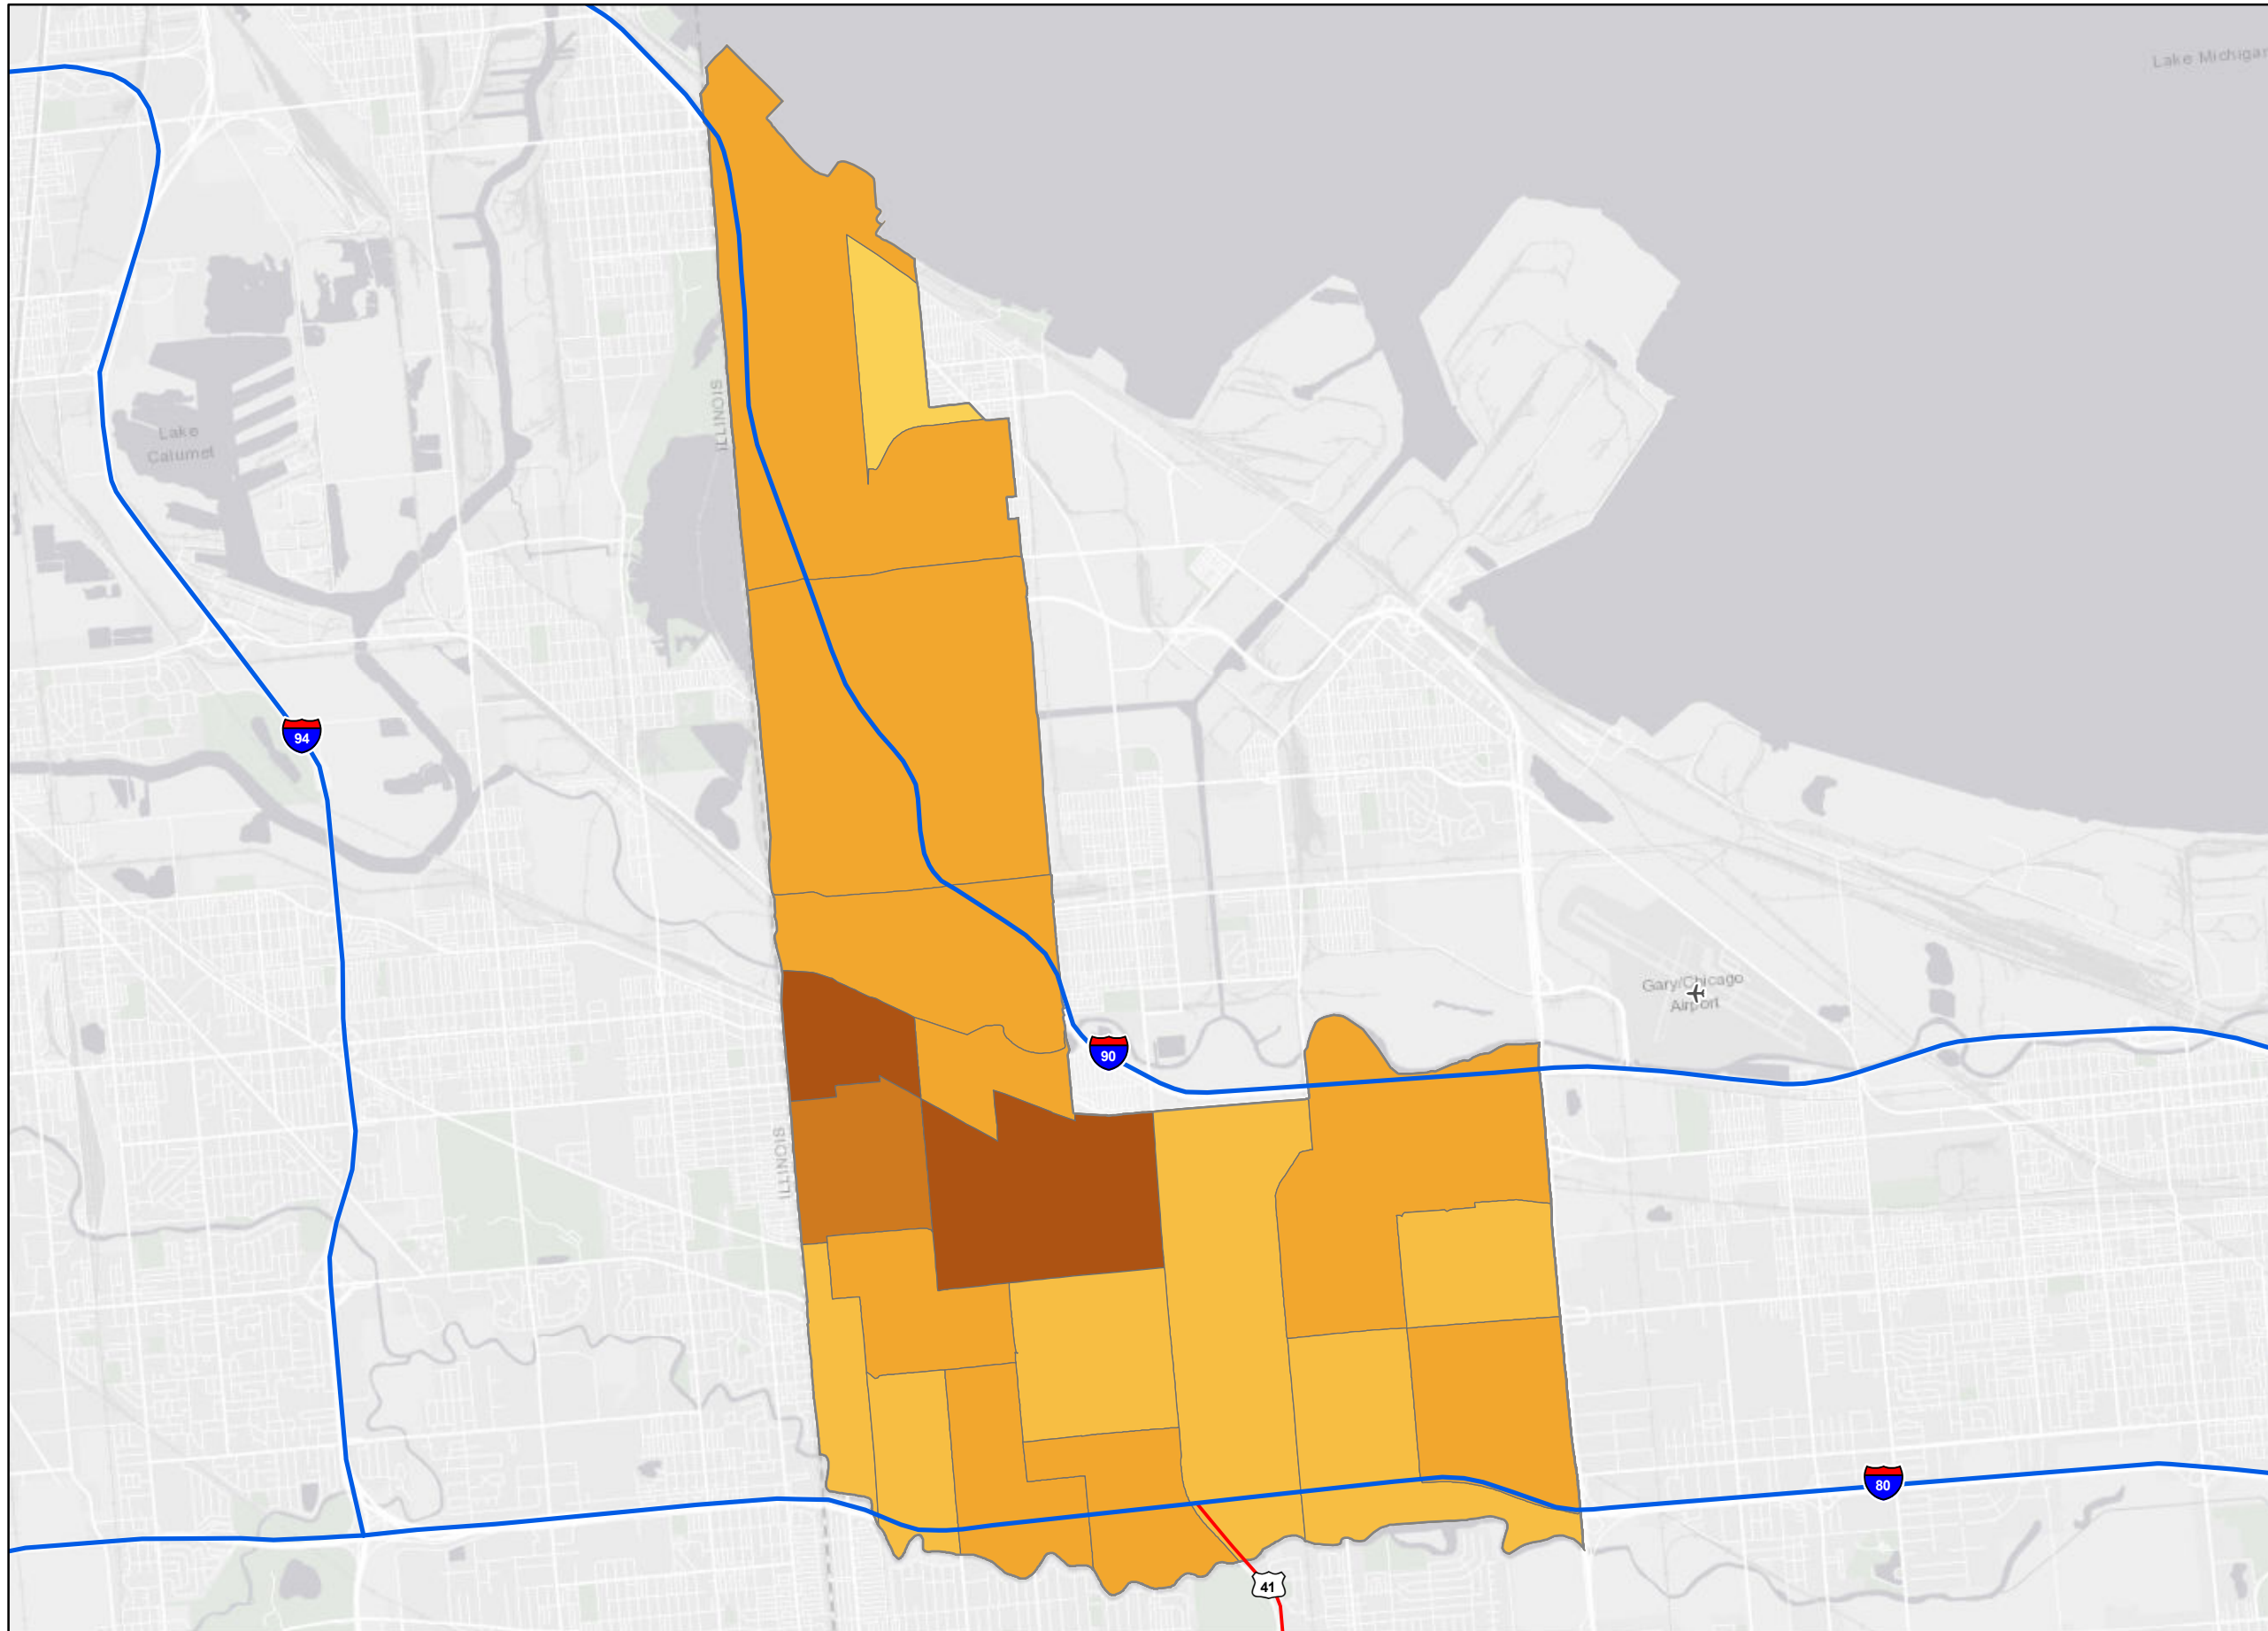 Lake Michigan
ILLINOIS
Lake
Calumet
94
Gary/Chicago
Airport
90
ILLINOIS
80
41